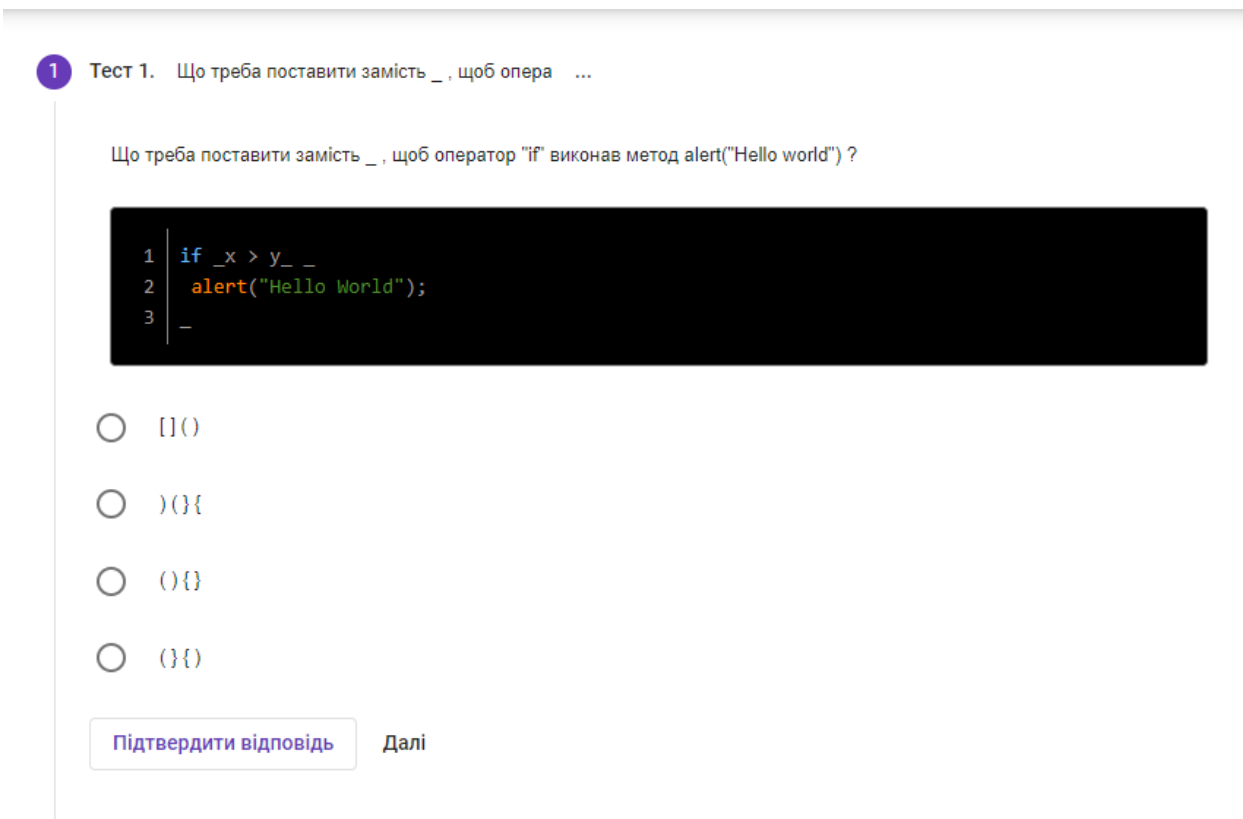 1 Тест 1. Що треба поставити замість _ , щоб опера ...
Що треба поставити замість _ , щоб оператор "if" виконав метод alert("Hello world") ?
1 if _x > y_ _
2 alert("Hello World");
3 _
[]()
)(}{
(){}
(}{)
Підтвердити відповідь Далі